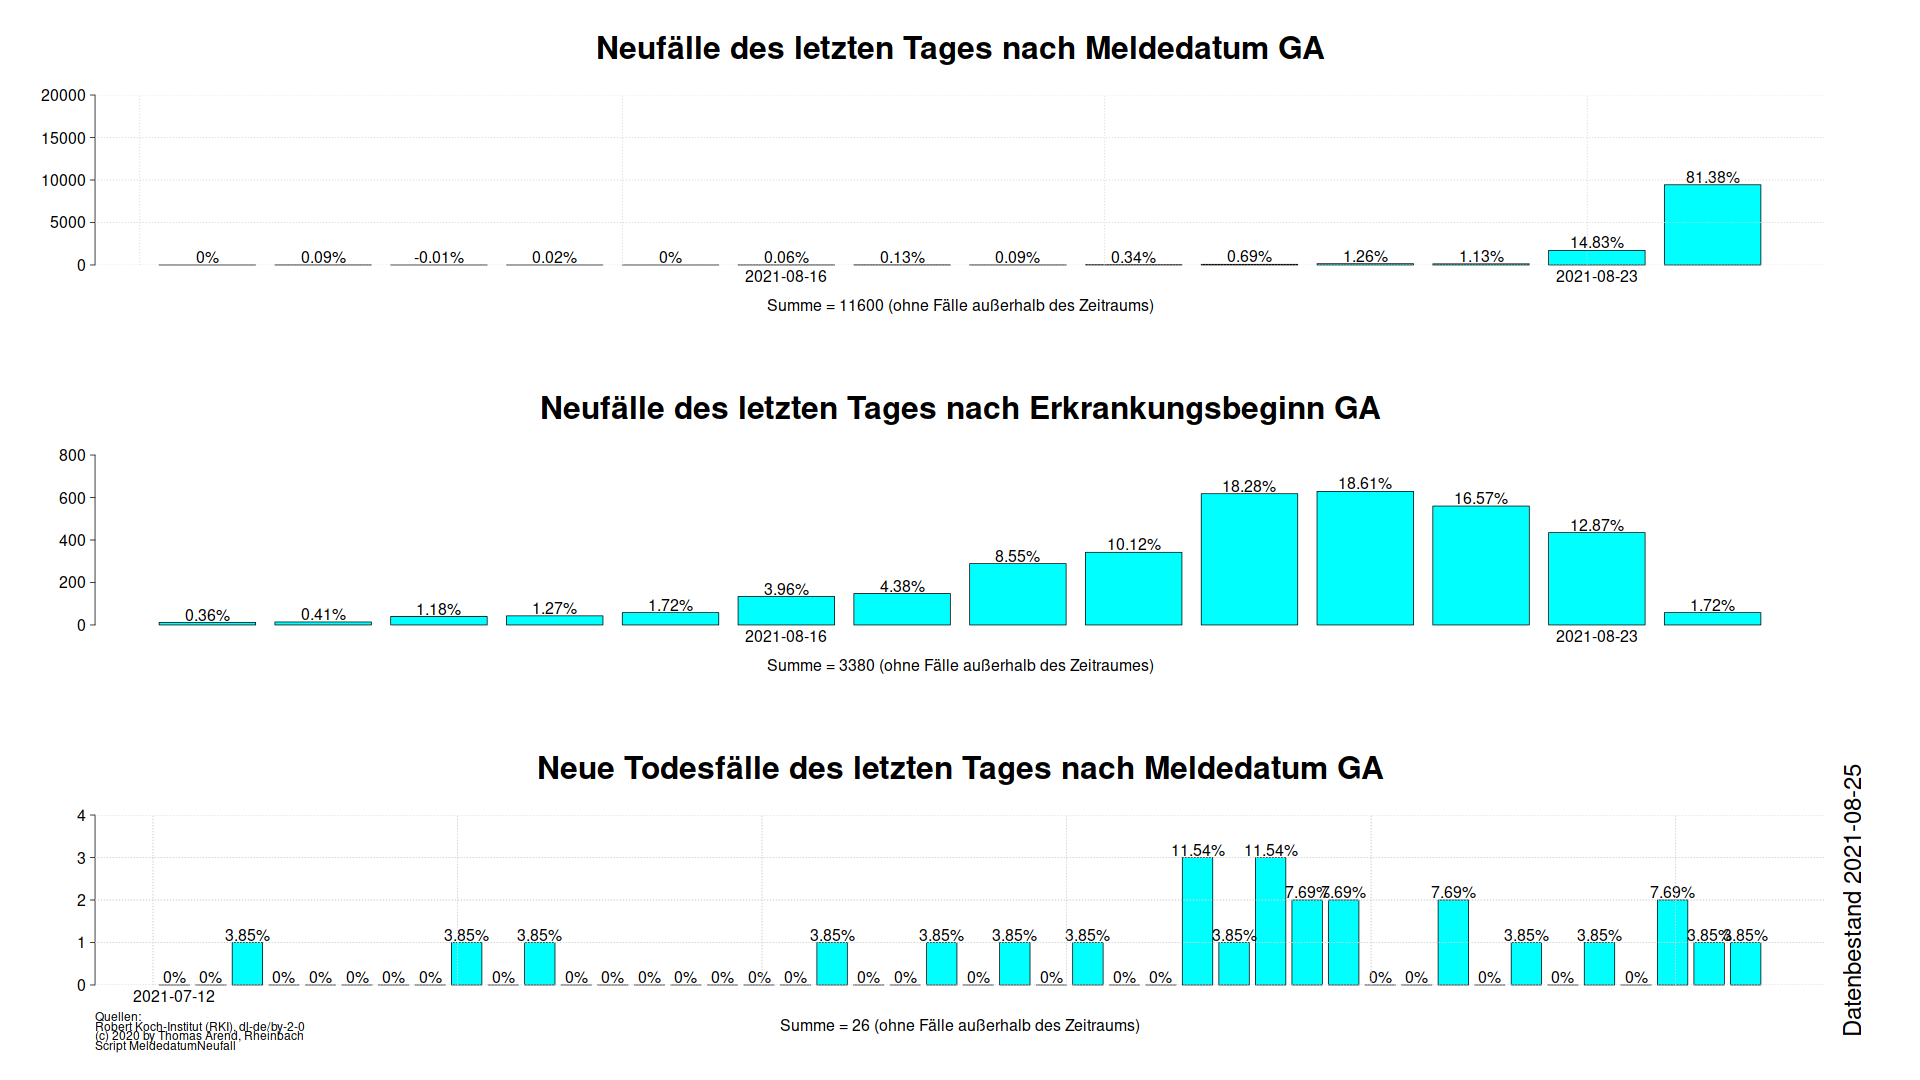 Neufälle des letzten Tages nach Meldedatum GA
20000
15000
10000
5000
0
0% 0.09% -0.01% 0.02% 0% 0.06% 0.13% 0.09% 0.34% 0.69% 1.26% 1.13% 14.83% 81.38%
2021-08-16 2021-08-23
Summe = 11600 (ohne Fälle außerhalb des Zeitraums)
Neufälle des letzten Tages nach Erkrankungsbeginn GA
800
600
400
200
0
0.36% 0.41% 1.18% 1.27% 1.72% 3.96% 4.38% 8.55% 10.12% 18.28% 18.61% 16.57% 12.87% 1.72%
2021-08-16 2021-08-23
Summe = 3380 (ohne Fälle außerhalb des Zeitraumes)
Neue Todesfälle des letzten Tages nach Meldedatum GA
4
3
2
1
0
0% 0% 3.85% 0% 0% 0% 0% 0% 3.85% 0% 3.85% 0% 0% 0% 0% 0% 0% 0% 3.85% 0% 0% 3.85% 0% 3.85% 0% 3.85% 0% 0% 11.54% 3.85% 11.54% 7.69% 7.69% 0% 0% 7.69% 0% 3.85% 0% 3.85% 0% 7.69% 3.85% 3.85%
2021-07-12
Summe = 26 (ohne Fälle außerhalb des Zeitraums)
Quellen:
Robert Koch-Institut (RKI), dl-de/by-2-0
(c) 2020 by Thomas Arend, Rheinbach
Script MeldedatumNeufall
Datenbestand 2021-08-25